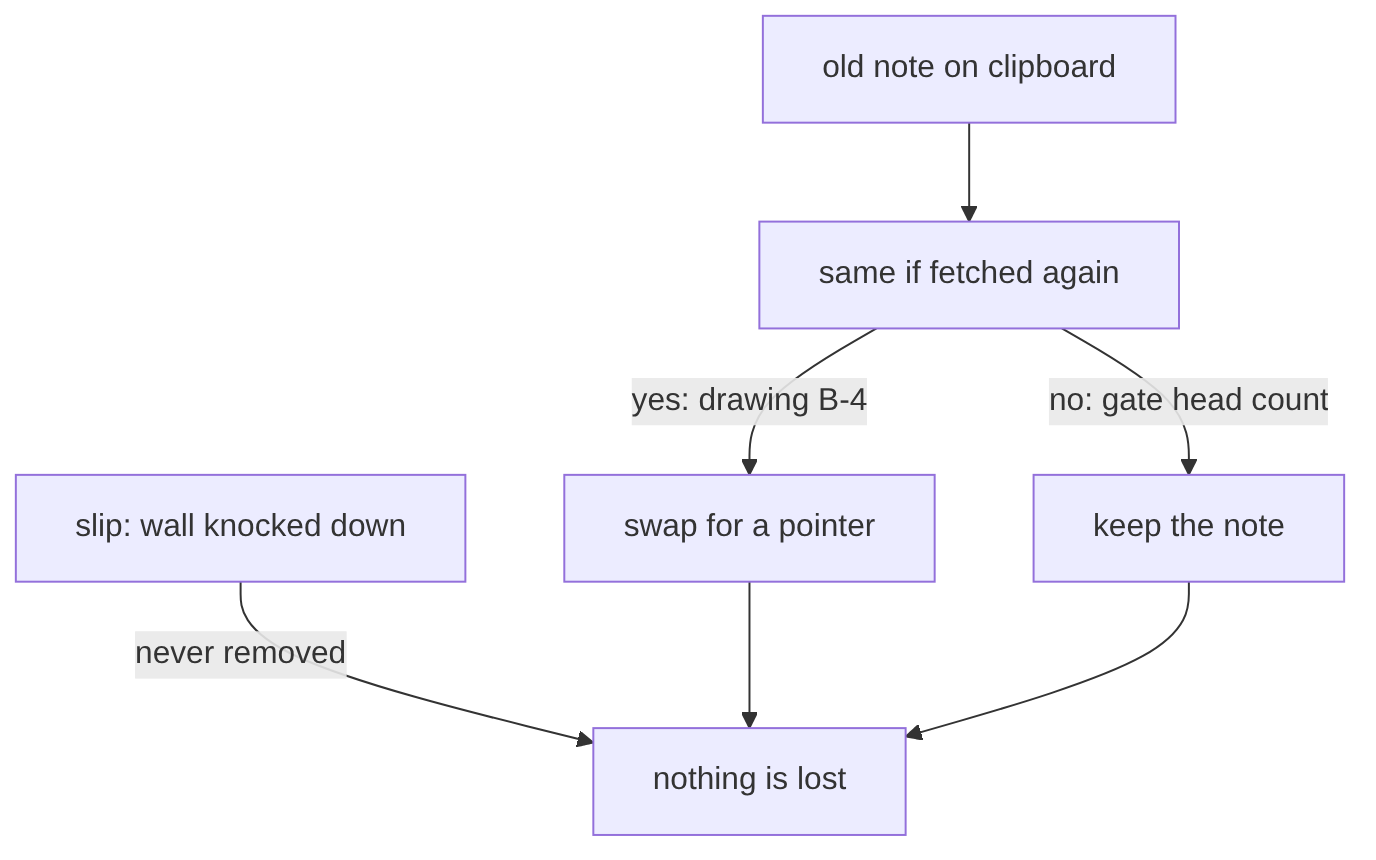 old note on clipboard
same if fetched again
yes: drawing B-4
no: gate head count
slip: wall knocked down
swap for a pointer
keep the note
never removed
nothing is lost